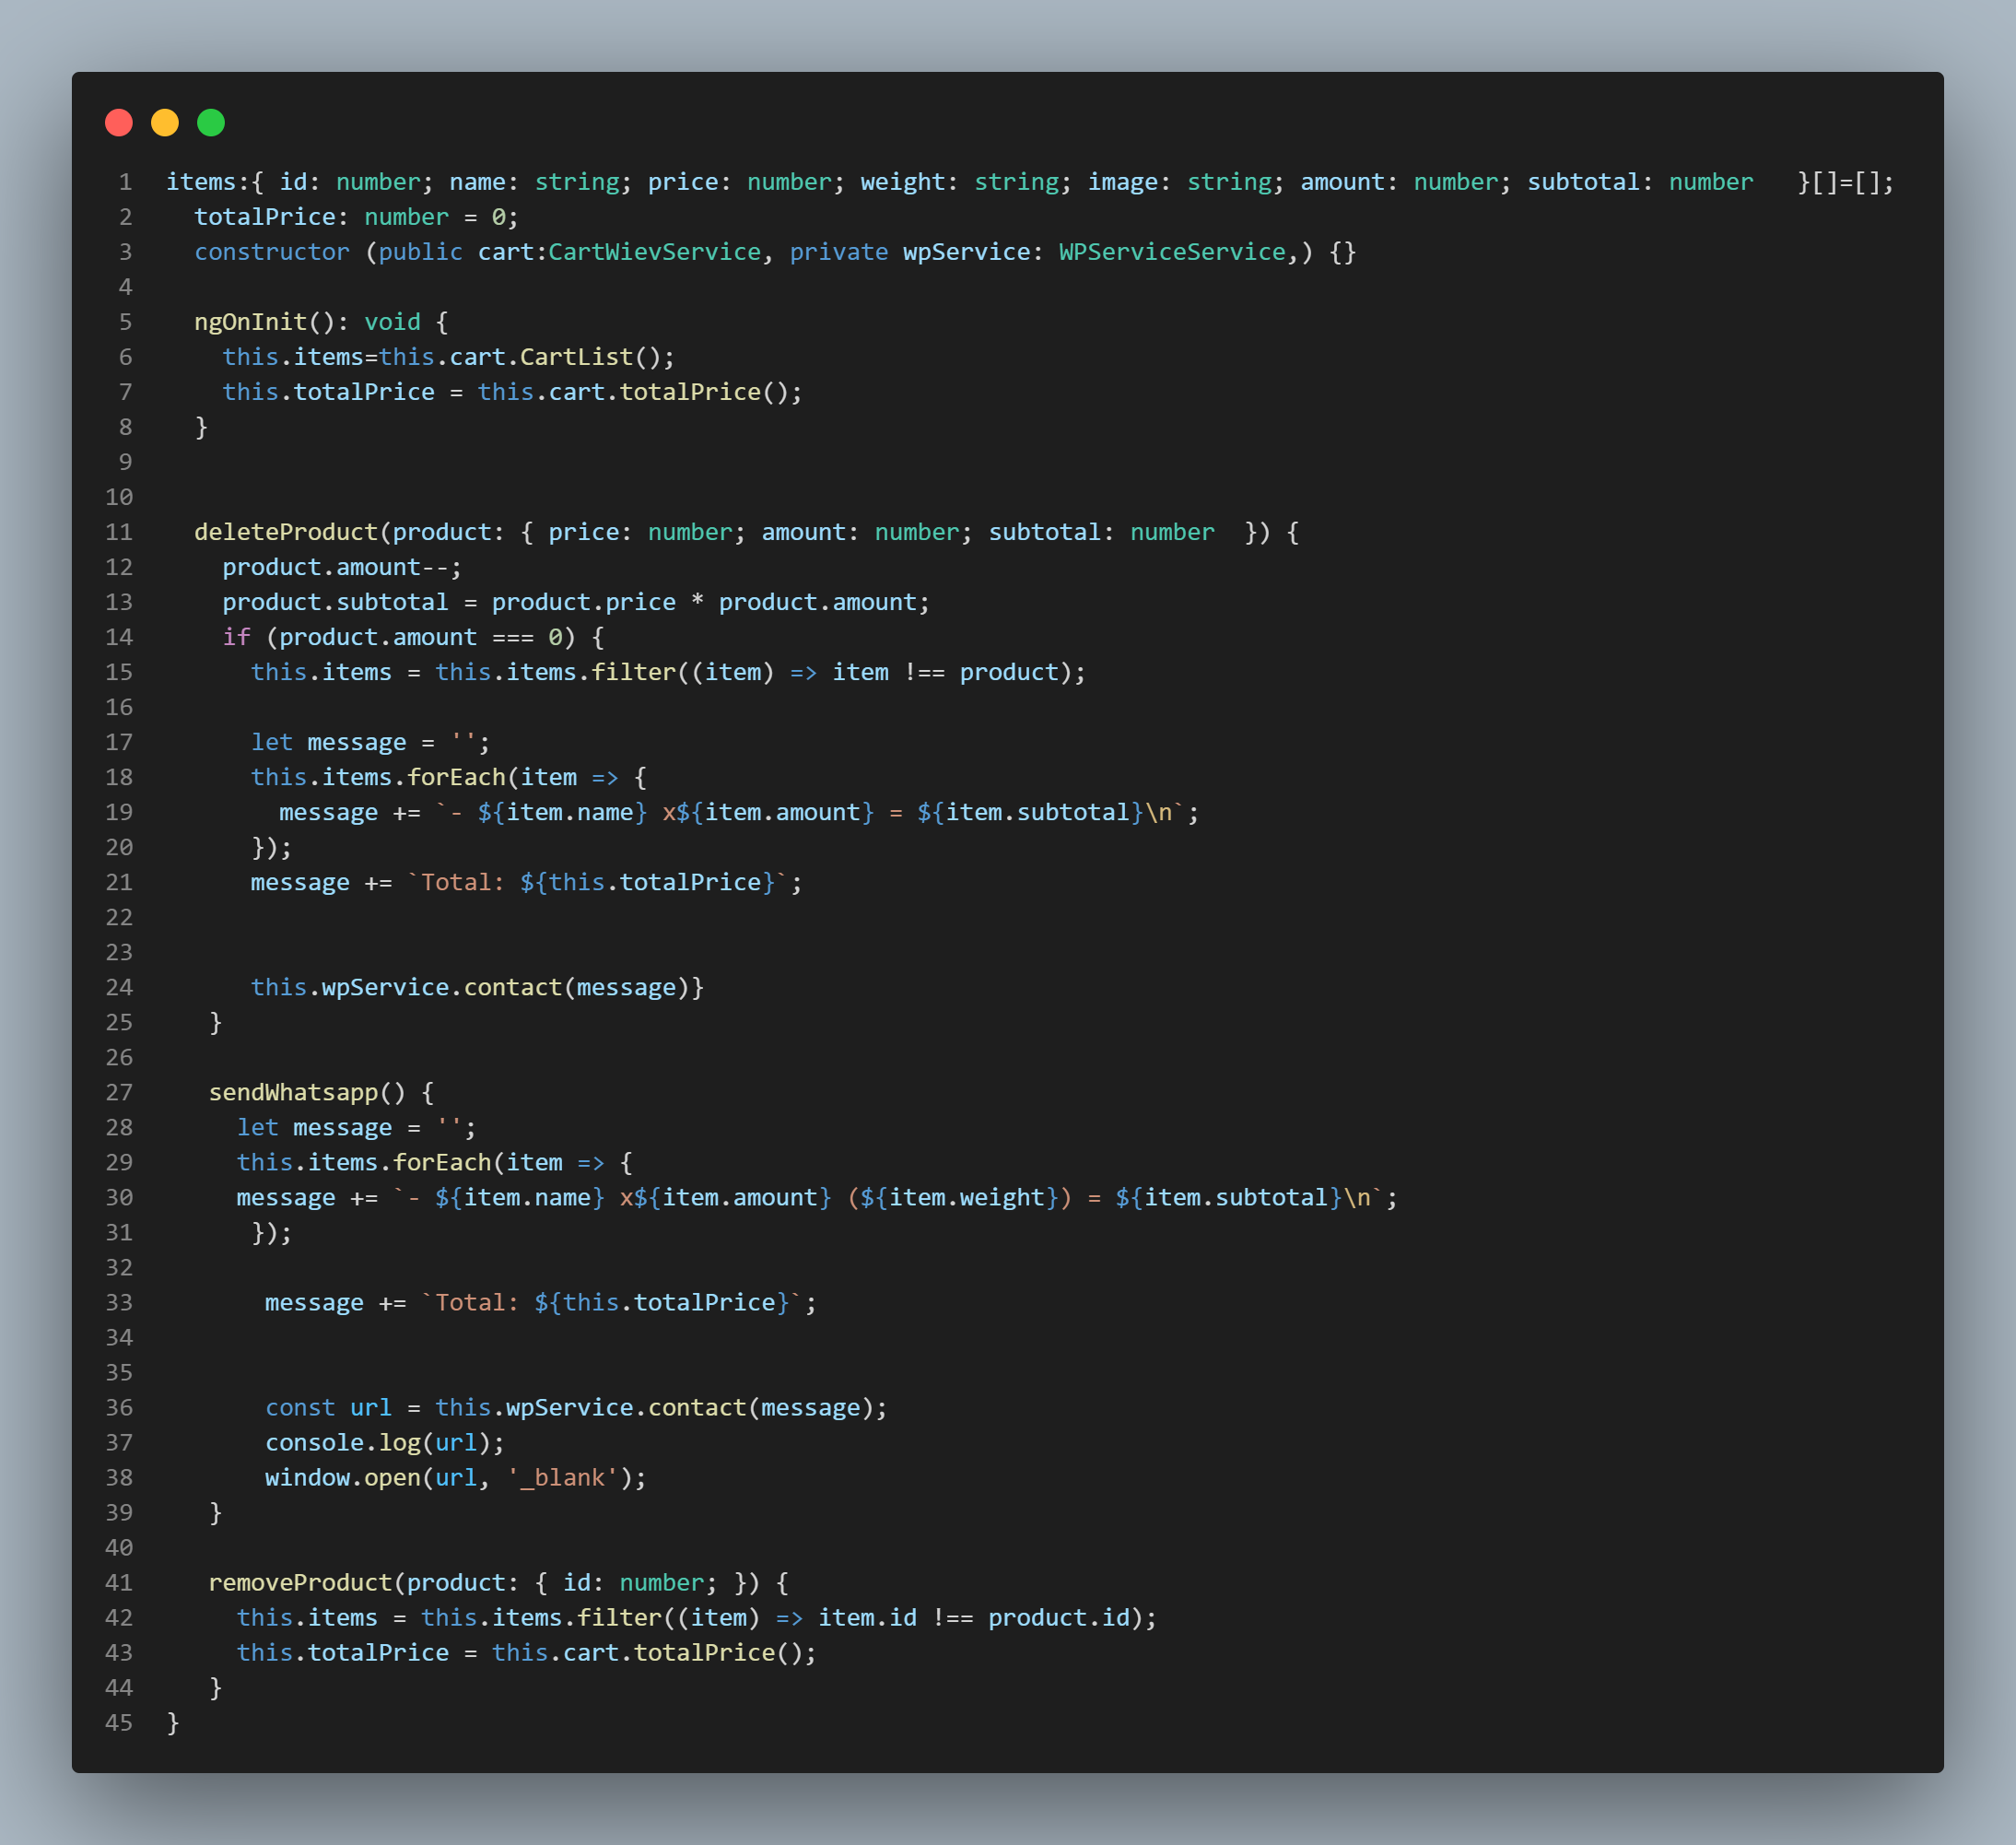 1 items:{ id: number; name: string; price: number; weight: string; image: string; amount: number; subtotal: number   }[]=[];
2   totalPrice: number = 0;
3   constructor (public cart:CartWievService, private wpService: WPServiceService,) {}
4
5   ngOnInit(): void {
6     this.items=this.cart.CartList();
7     this.totalPrice = this.cart.totalPrice();
8   }
9
10
11   deleteProduct(product: { price: number; amount: number; subtotal: number  }) {
12     product.amount--;
13     product.subtotal = product.price * product.amount;
14     if (product.amount === 0) {
15       this.items = this.items.filter((item) => item !== product);
16
17       let message = '';
18       this.items.forEach(item => {
19         message += `- ${item.name} x${item.amount} = ${item.subtotal}\n`;
20       });
21       message += `Total: ${this.totalPrice}`;
22
23
24       this.wpService.contact(message)}
25    }
26
27    sendWhatsapp() {
28      let message = '';
29      this.items.forEach(item => {
30      message += `- ${item.name} x${item.amount} (${item.weight}) = ${item.subtotal}\n`;
31       });
32
33        message += `Total: ${this.totalPrice}`;
34
35
36        const url = this.wpService.contact(message);
37        console.log(url);
38        window.open(url, '_blank');
39    }
40
41    removeProduct(product: { id: number; }) {
42      this.items = this.items.filter((item) => item.id !== product.id);
43      this.totalPrice = this.cart.totalPrice();
44    }
45 }